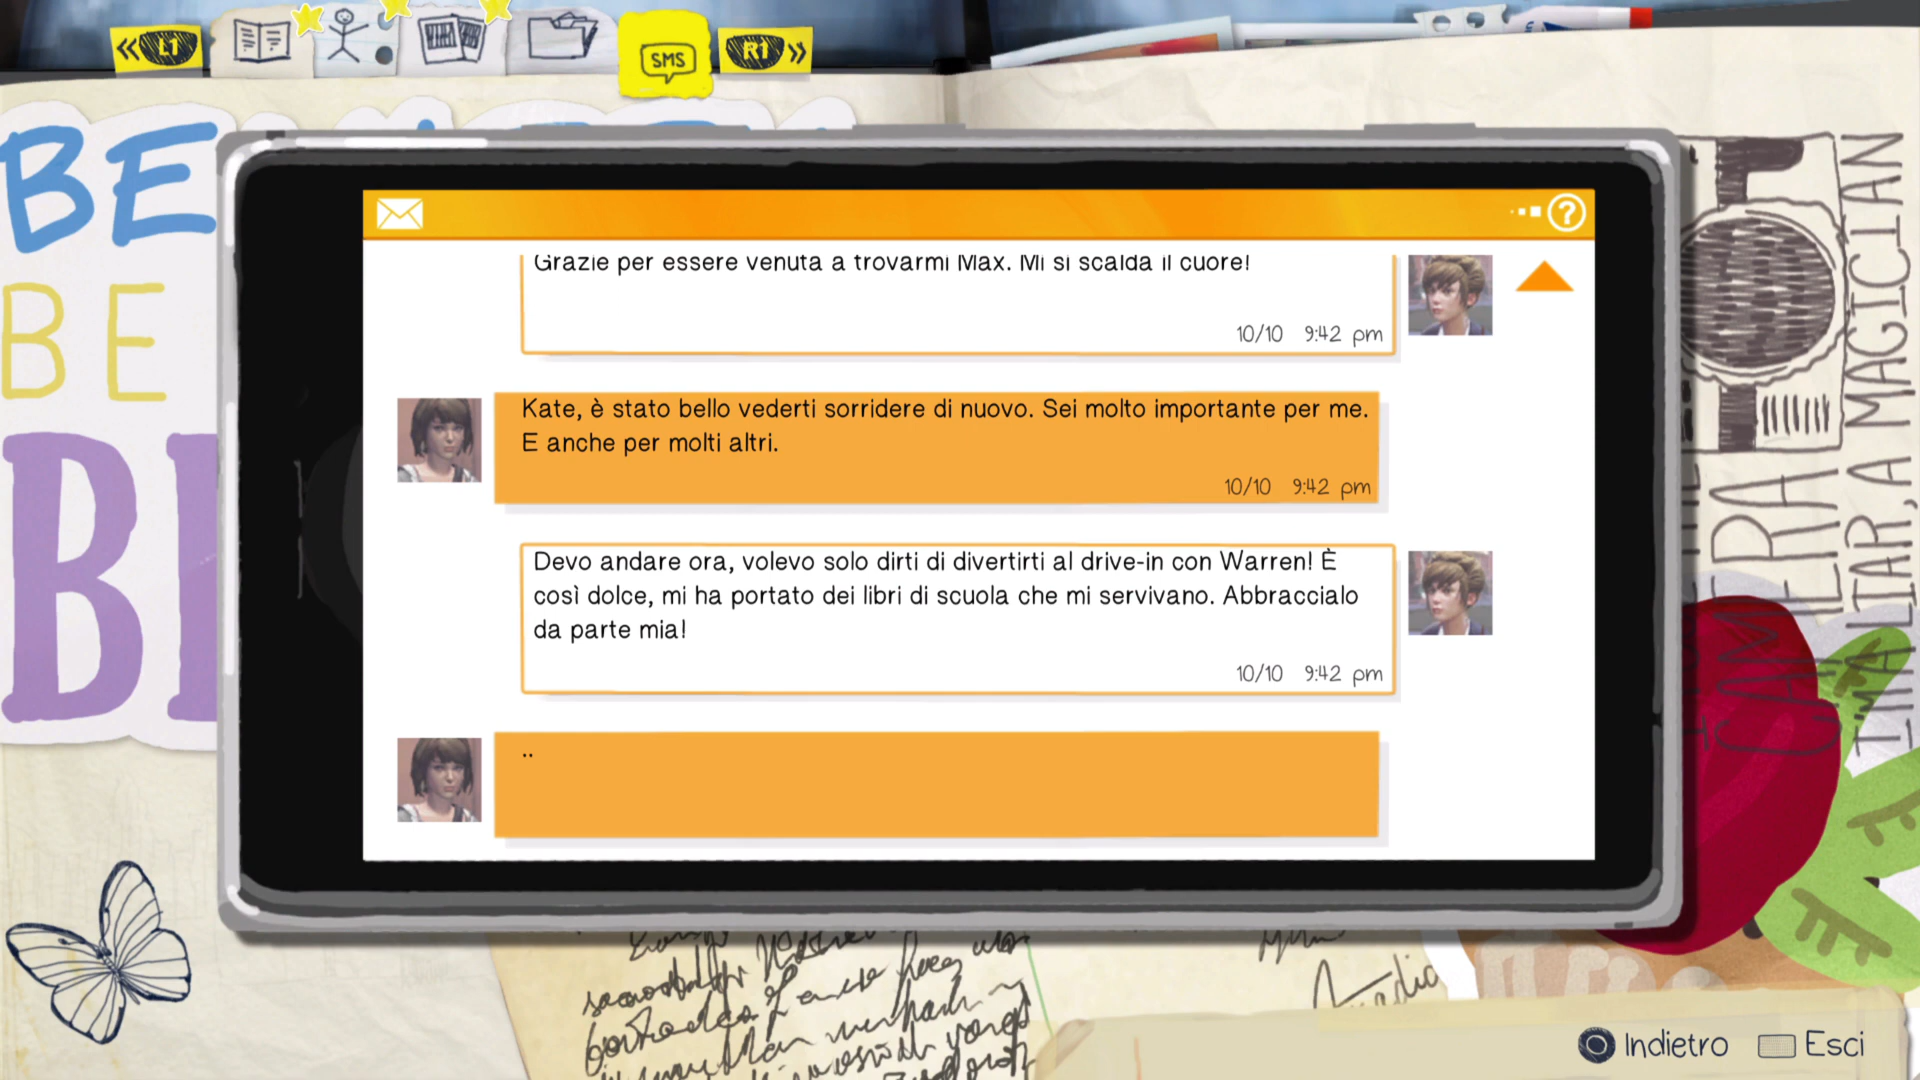 L1
SMS
R1
BE
BE
Grazie per essere venuta a trovarmi Max. Mi si scalda il cuore!
10/10 9:42 pm
Kate, è stato bello vederti sorridere di nuovo. Sei molto importante per me.
E anche per molti altri.
10/10 9:42 pm
Devo andare ora, volevo solo dirti di divertirti al drive-in con Warren! È
così dolce, mi ha portato dei libri di scuola che mi servivano. Abbraccialo
da parte mia!
10/10 9:42 pm
..
CAMERA
LIAR, A MAGICIAN
Indietro
Esci